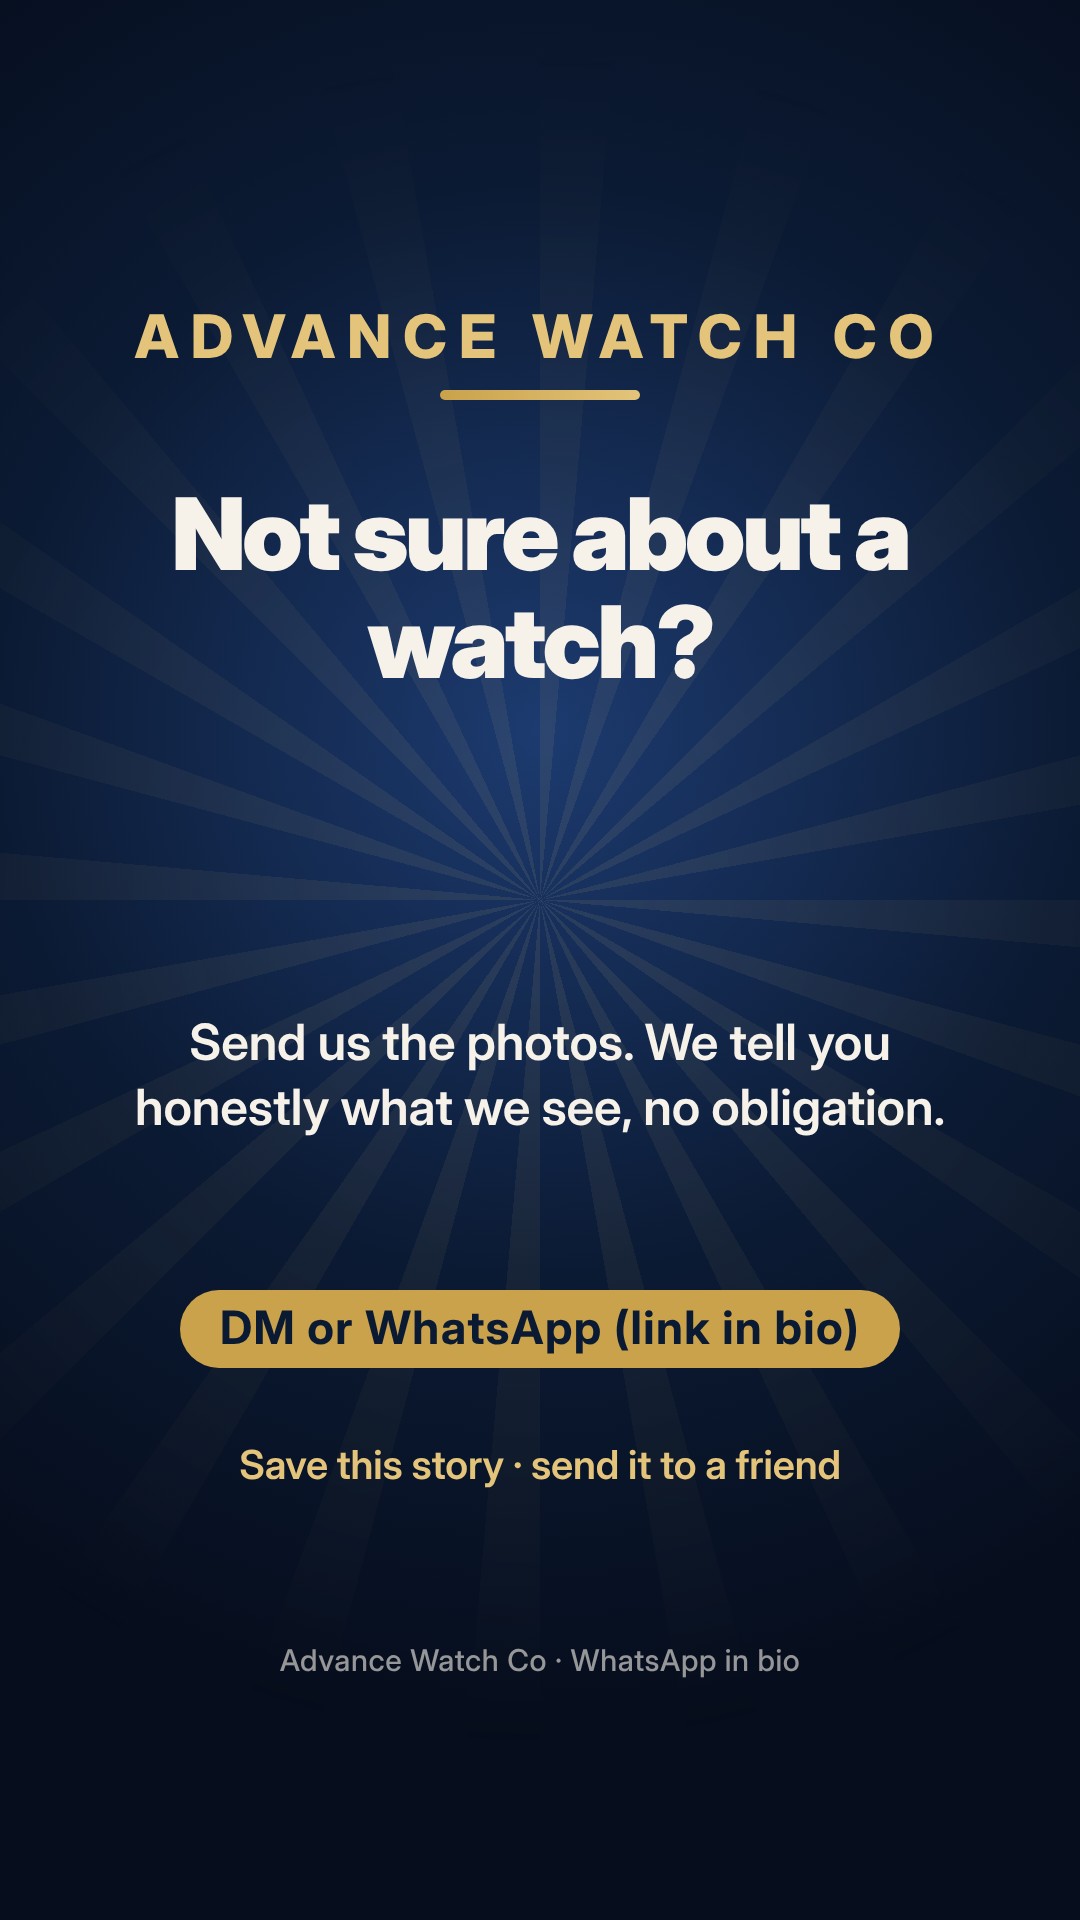 ADVANCE WATCH CO
Not sure about a
watch?
Send us the photos. We tell you
honestly what we see, no obligation.
DM or WhatsApp (link in bio)
Save this story · send it to a friend
Advance Watch Co · WhatsApp in bio